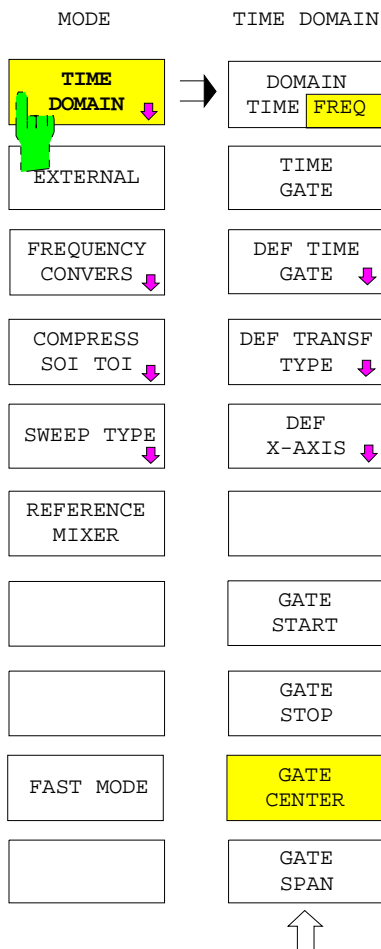 MODE
TIME
DOMAIN
EXTERNAL
FREQUENCY
CONVERS
COMPRESS
SOI TOI
SWEEP TYPE
REFERENCE
MIXER
FAST MODE
TIME DOMAIN
DOMAIN
TIME FREQ
TIME
GATE
DEF TIME
GATE
DEF TRANSF
TYPE
DEF
X-AXIS
GATE
START
GATE
STOP
GATE
CENTER
GATE
SPAN